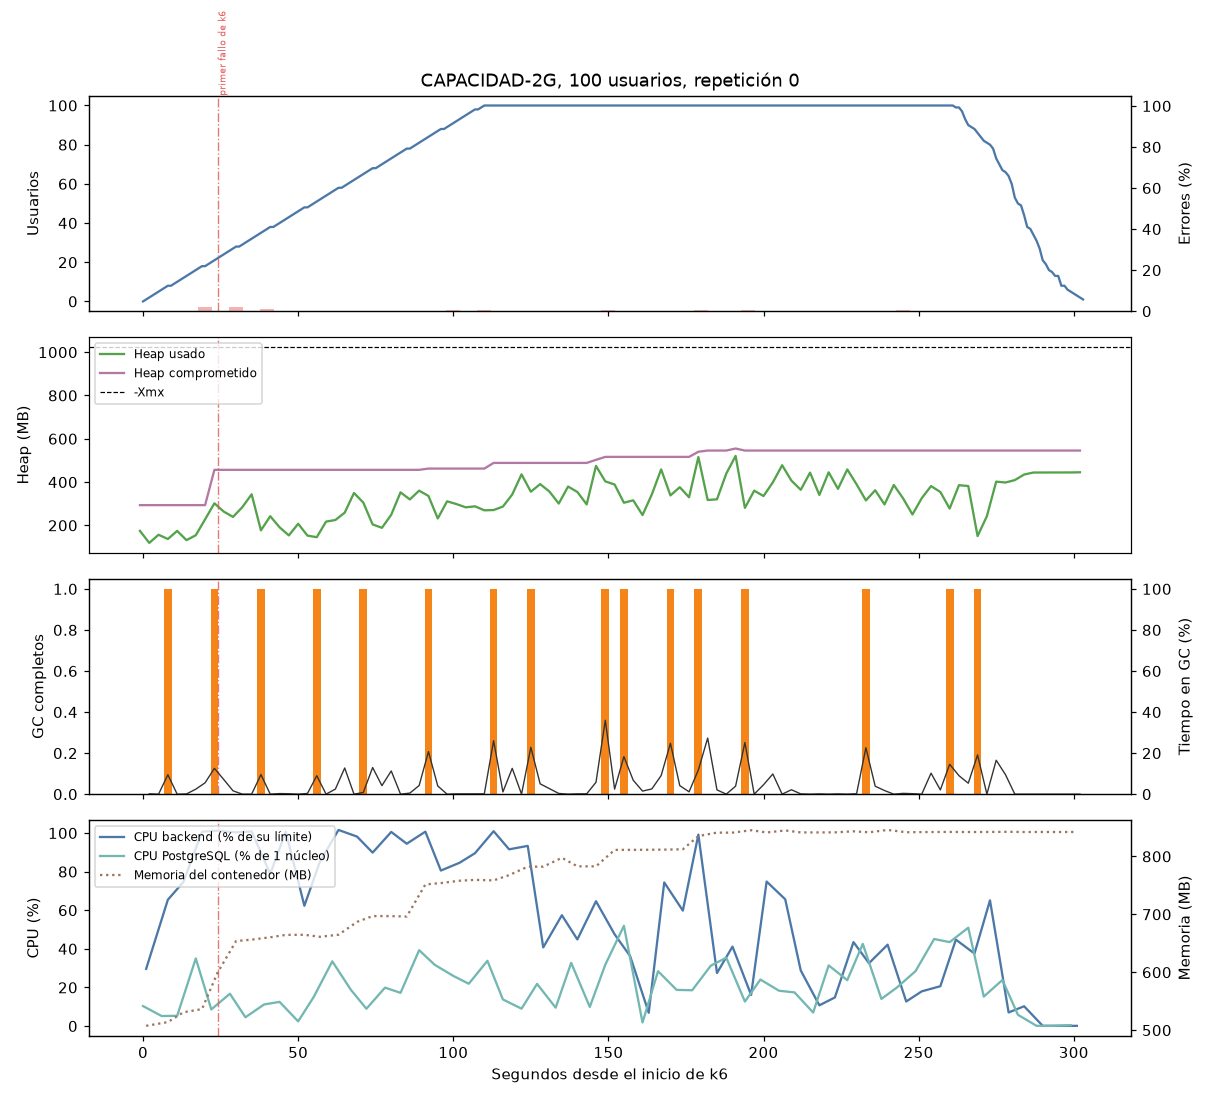 primer fallo de k6
CAPACIDAD-2G, 100 usuarios, repetición 0
100
80
60
40
20
0
Usuarios
100
80
60
40
20
0
Errores (%)
1000
800
600
400
200
Heap (MB)
Heap usado
Heap comprometido
-Xmx
1.0
0.8
0.6
0.4
0.2
0.0
GC completos
100
80
60
40
20
0
Tiempo en GC (%)
100
80
60
40
20
0
CPU (%)
CPU backend (% de su límite)
CPU PostgreSQL (% de 1 núcleo)
Memoria del contenedor (MB)
800
700
600
500
Memoria (MB)
0 50 100 150 200 250 300
Segundos desde el inicio de k6